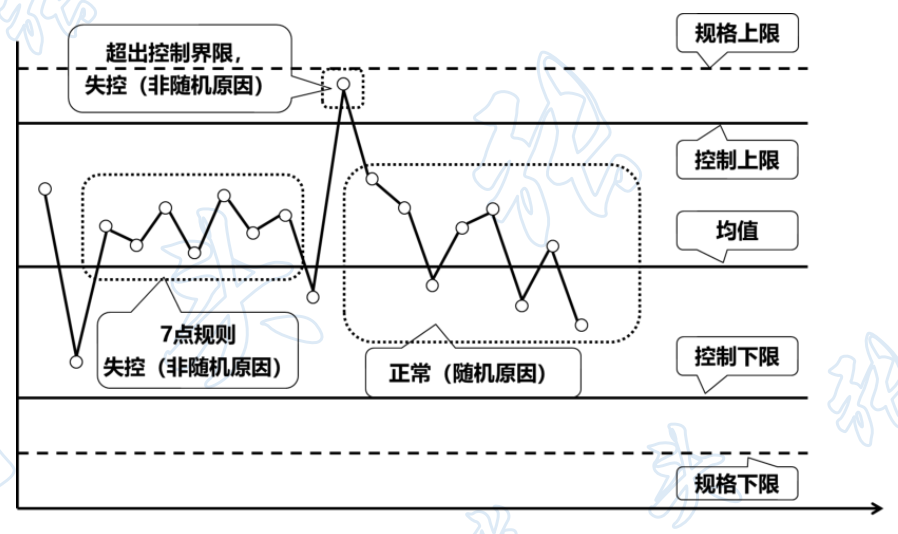 规格上限
超出控制界限，
失控（非随机原因）
控制上限
均值
7点规则
失控（非随机原因）
正常（随机原因）
控制下限
规格下限